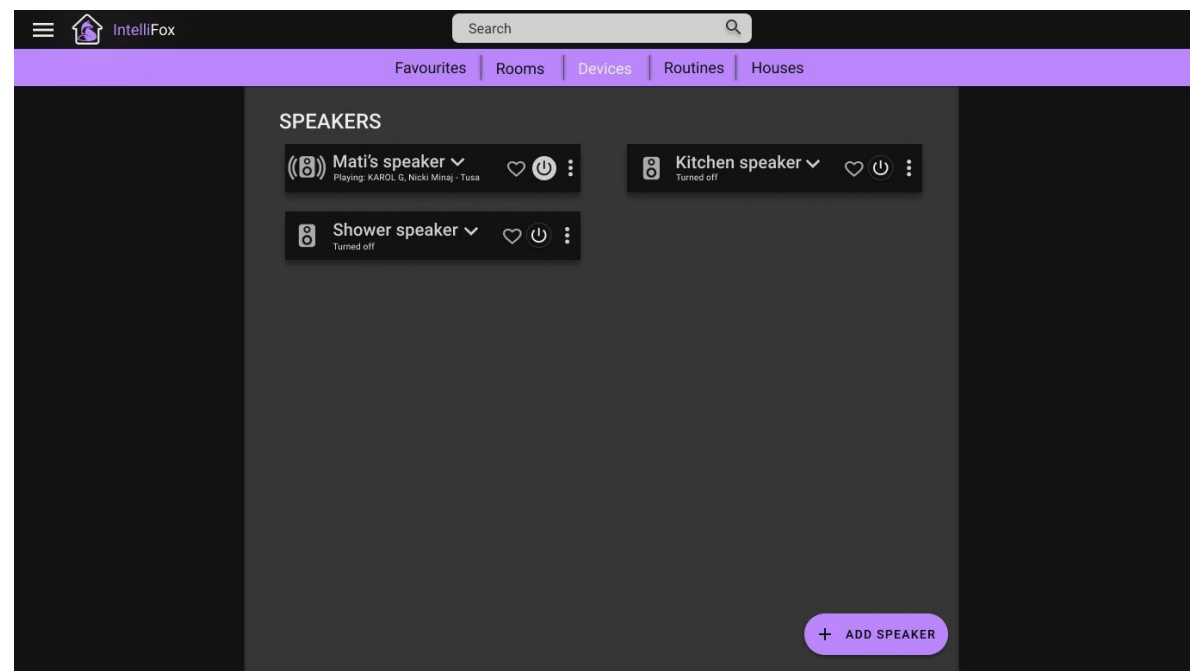 IntelliFox
Search
Favourites
Rooms
Devices
Routines
Houses
SPEAKERS
Mati's speaker
Playing: KAROL G, Nicki Minaj - Tusa
Kitchen speaker
Turned off
Shower speaker
Turned off
+ ADD SPEAKER